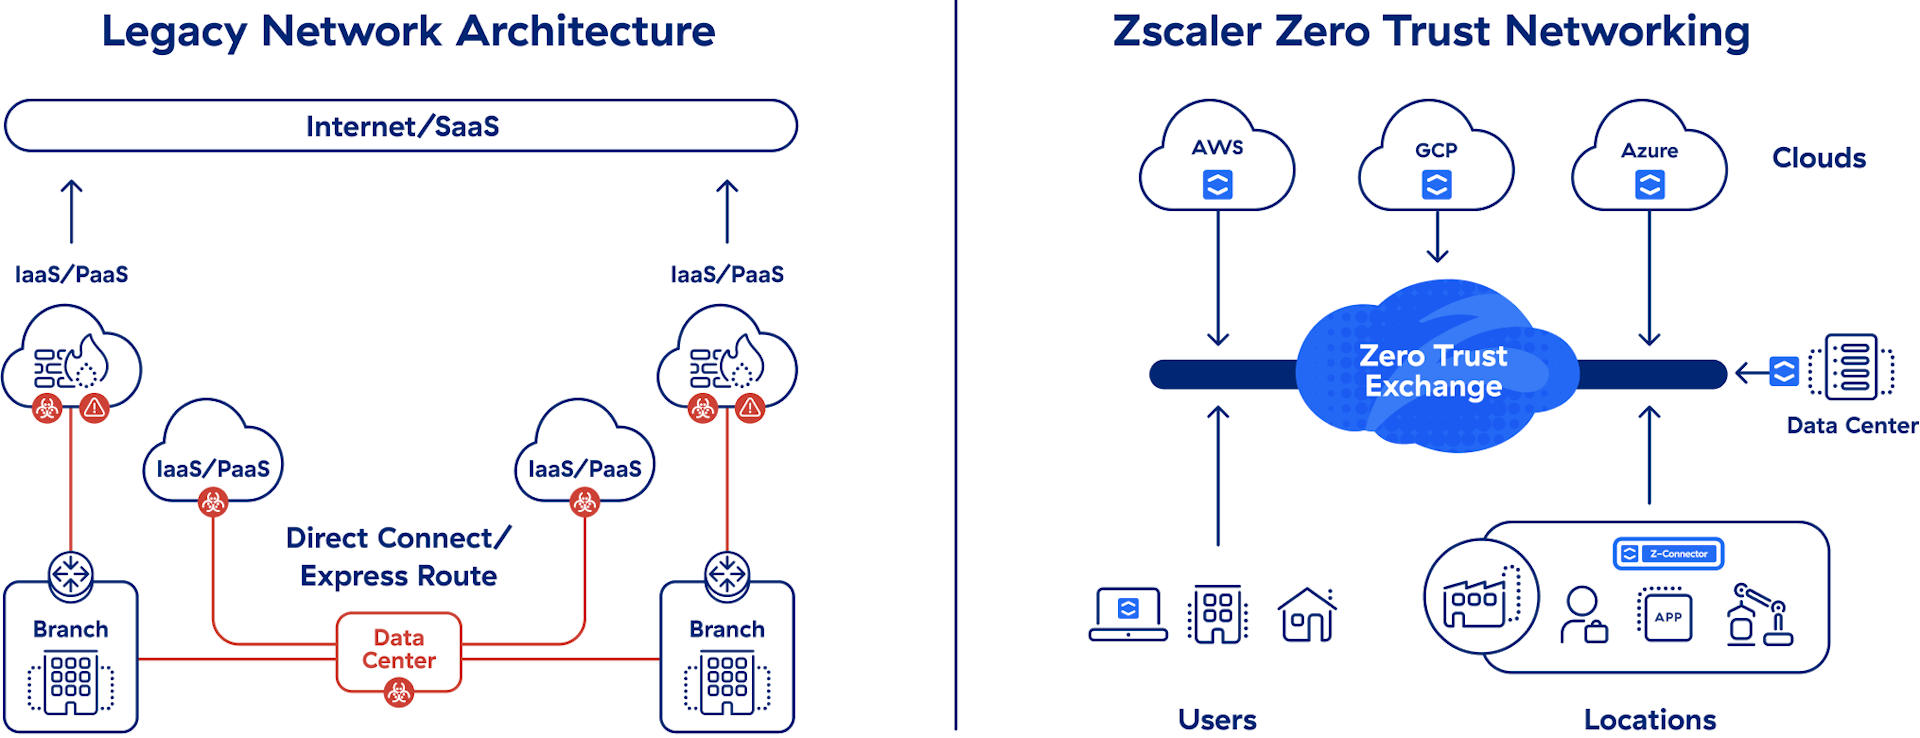 Legacy Network Architecture
Internet/SaaS
IaaS/PaaS
IaaS/PaaS
IaaS/PaaS
IaaS/PaaS
Direct Connect/
Express Route
Branch
Data
Center
Branch
Zscaler Zero Trust Networking
AWS
GCP
Azure
Clouds
Zero Trust
Exchange
Data Center
Z-Connector
APP
Users
Locations